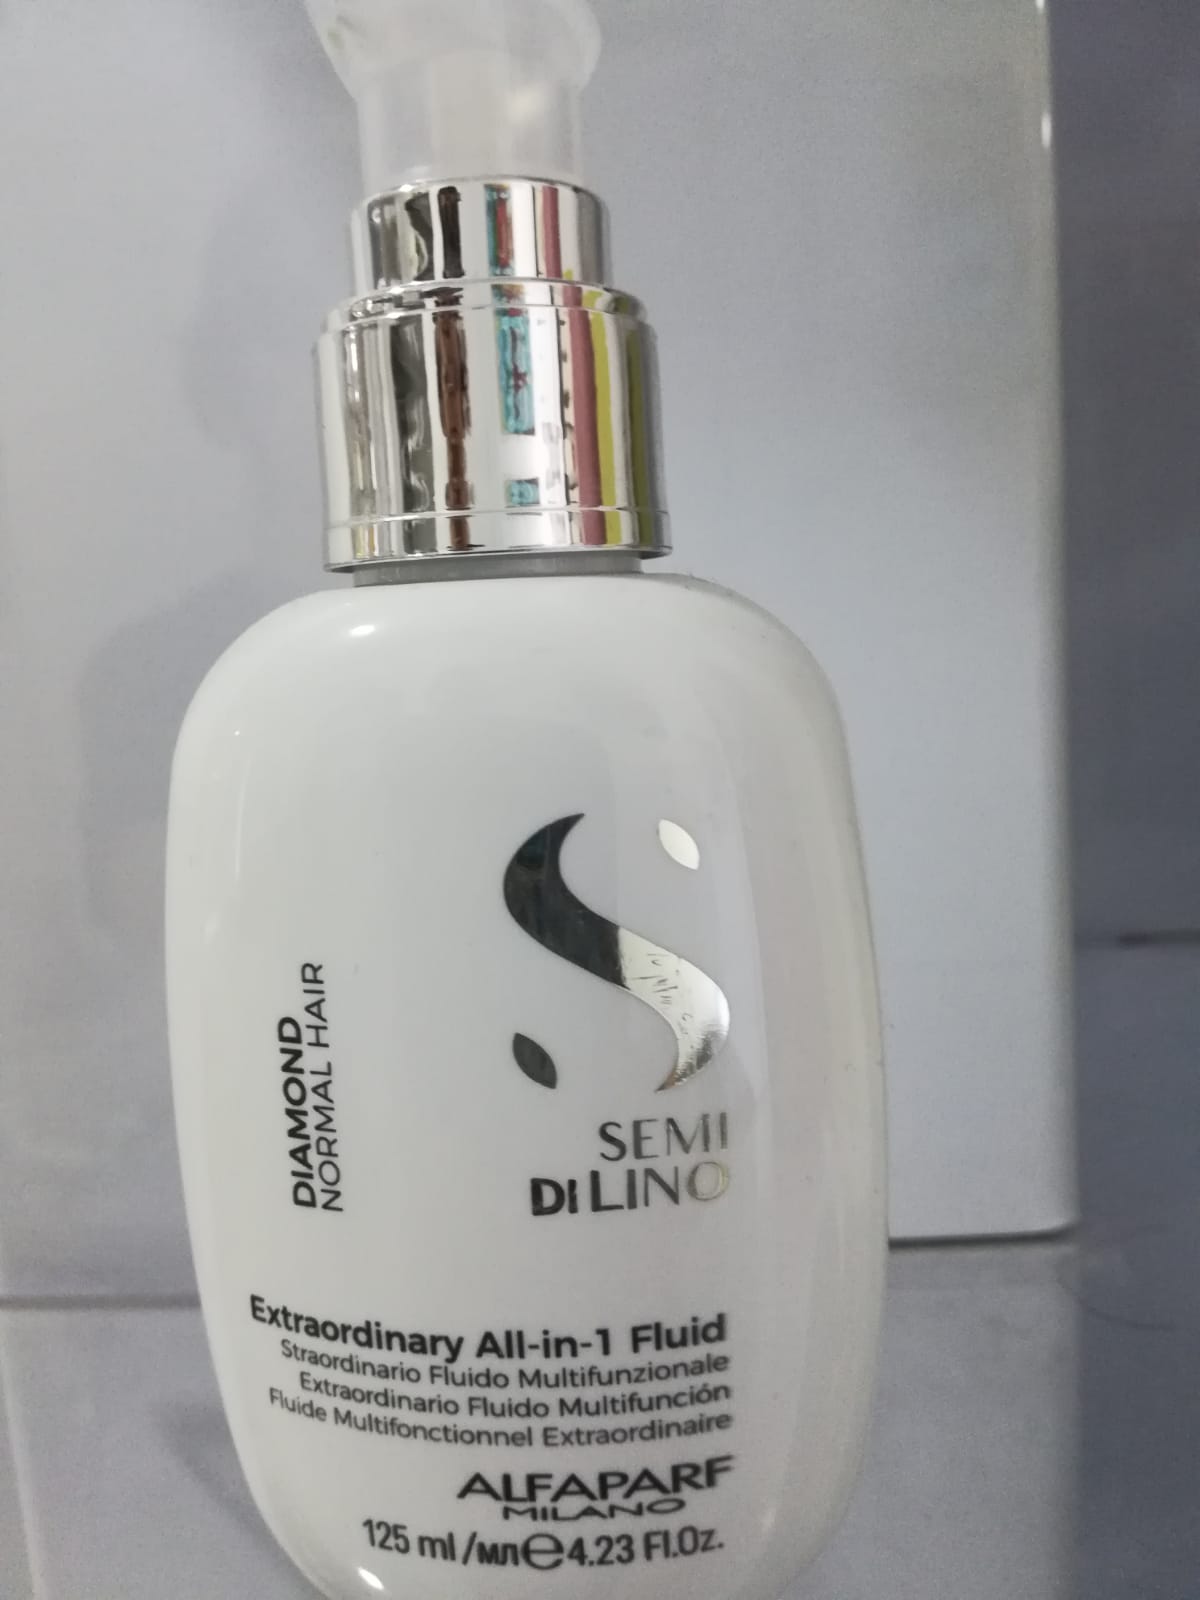 DIAMOND
NORMAL HAIR
SEMI
DI LINO
Extraordinary All-in-1 Fluid
Straordinario Fluido Multifunzionale
Extraordinario Fluido Multifunción
Fluide Multifonctionnel Extraordinaire
ALFAPARF
MILANO
125 ml /мл℮4.23 Fl.Oz.